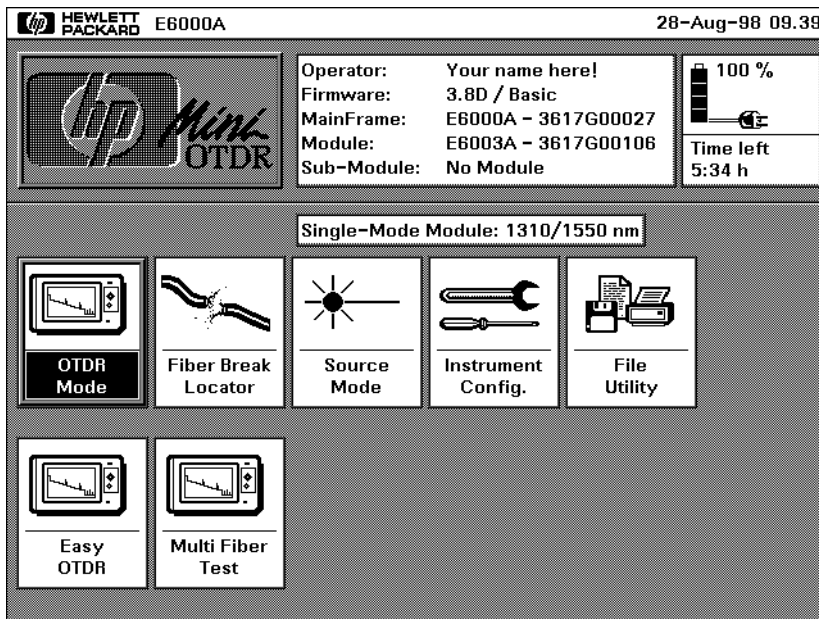 hp HEWLETT PACKARD E6000A 28-Aug-98 09.39
hp Mini OTDR
Operator: Your name here!
Firmware: 3.8D / Basic
MainFrame: E6000A - 3617G00027
Module: E6003A - 3617G00106
Sub-Module: No Module
100 %
Time left
5:34 h
Single-Mode Module: 1310/1550 nm
OTDR
Mode
Fiber Break
Locator
Source
Mode
Instrument
Config.
File
Utility
Easy
OTDR
Multi Fiber
Test